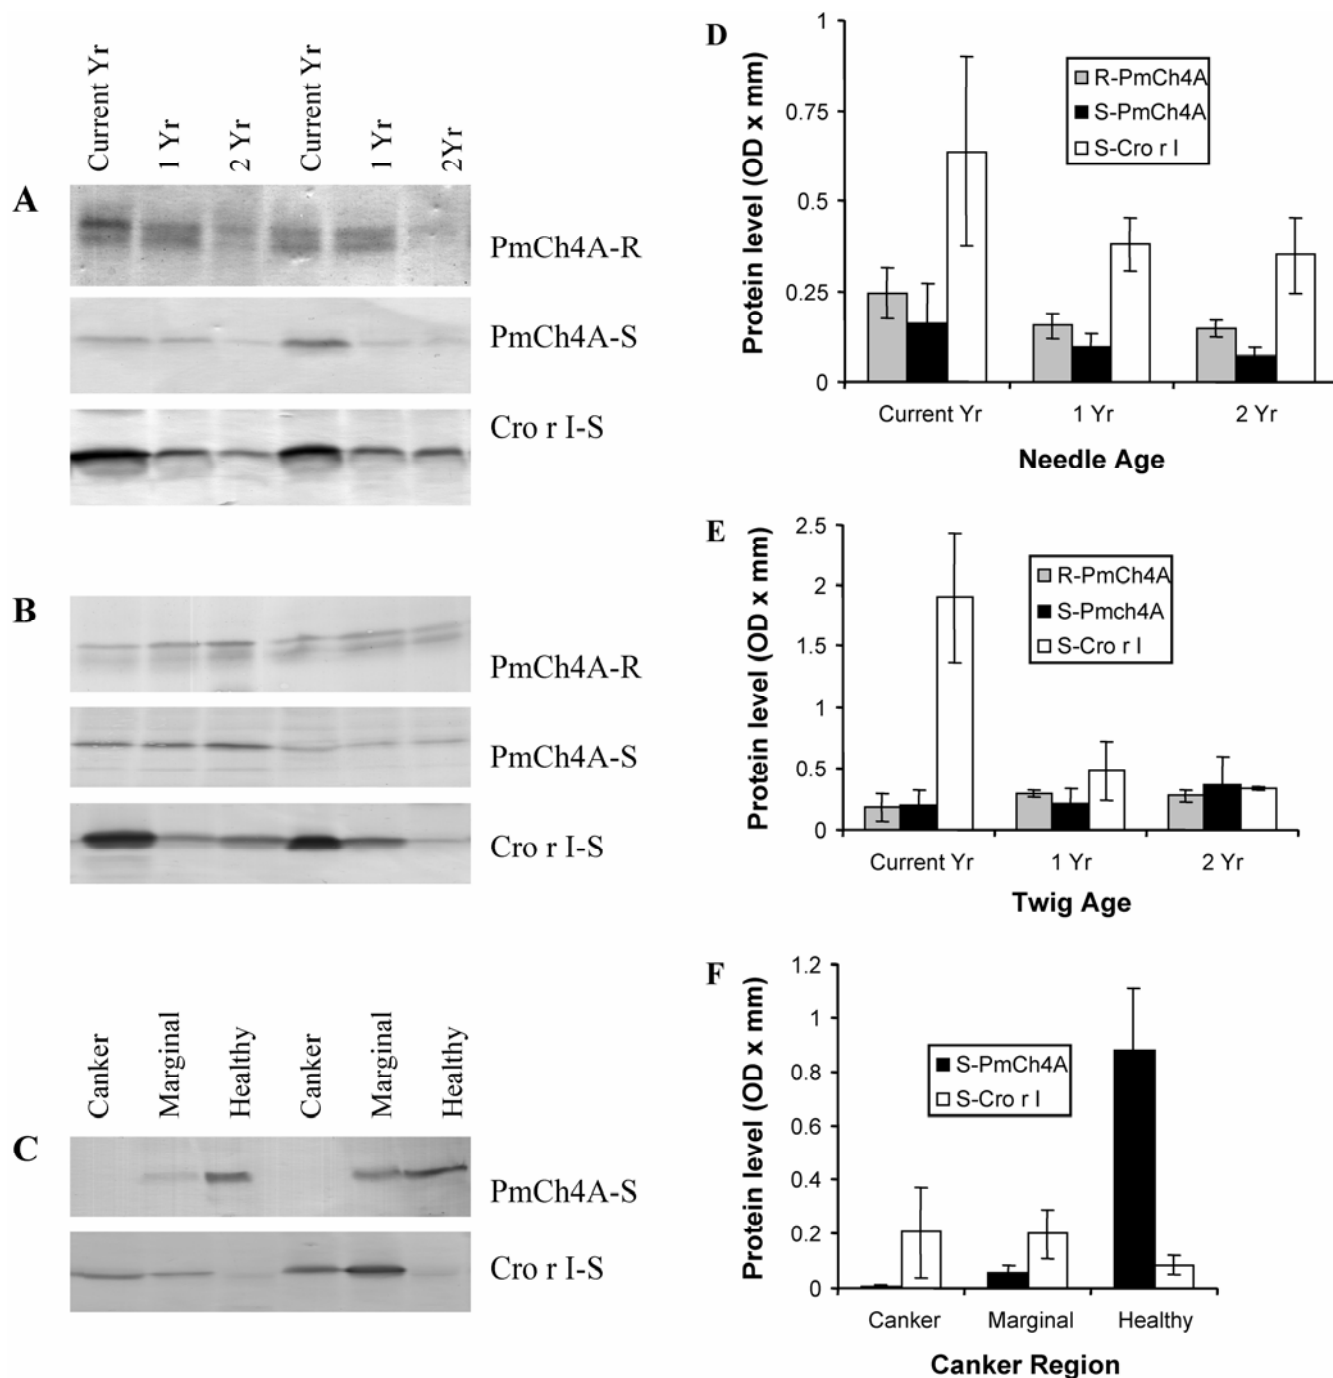 Current Yr
1 Yr
2 Yr
Current Yr
1 Yr
2Yr
A
PmCh4A-R
PmCh4A-S
Cro r I-S
B
PmCh4A-R
PmCh4A-S
Cro r I-S
Canker
Marginal
Healthy
Canker
Marginal
Healthy
C
PmCh4A-S
Cro r I-S
D
Protein level (OD x mm)
1
0.75
0.5
0.25
0
R-PmCh4A
S-PmCh4A
S-Cro r I
Current Yr
1 Yr
2 Yr
Needle Age
E
Protein level (OD x mm)
2.5
2
1.5
1
0.5
0
R-PmCh4A
S-Pmch4A
S-Cro r I
Current Yr
1 Yr
2 Yr
Twig Age
F
Protein level (OD x mm)
1.2
1
0.8
0.6
0.4
0.2
0
S-PmCh4A
S-Cro r I
Canker
Marginal
Healthy
Canker Region